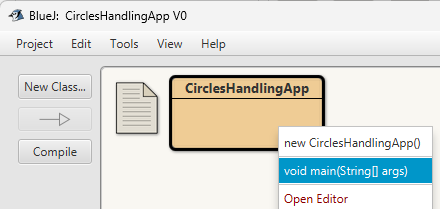 BlueJ: CirclesHandlingApp V0
Project Edit Tools View Help
New Class...
CirclesHandlingApp
new CirclesHandlingApp()
Compile
void main(String[] args)
Open Editor